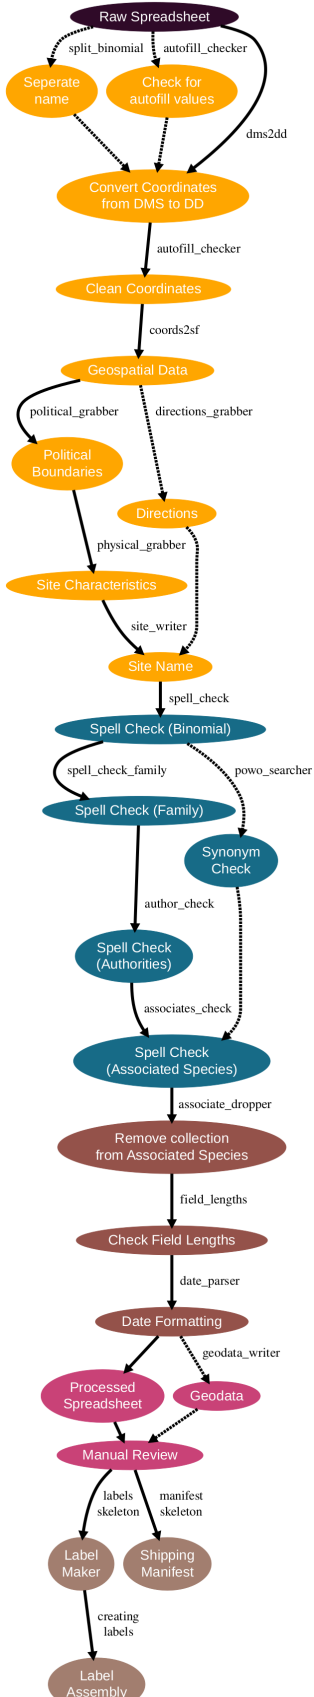 Raw Spreadsheet
split_binomial
autofill_checker
Seperate
name
Check for
autofill values
dms2dd
Convert Coordinates
from DMS to DD
autofill_checker
Clean Coordinates
coords2sf
Geospatial Data
political_grabber
directions_grabber
Political
Boundaries
Directions
physical_grabber
Site Characteristics
site_writer
Site Name
spell_check
Spell Check (Binomial)
spell_check_family
powo_searcher
Spell Check (Family)
Synonym
Check
author_check
Spell Check
(Authorities)
associates_check
Spell Check
(Associated Species)
associate_dropper
Remove collection
from Associated Species
field_lengths
Check Field Lengths
date_parser
Date Formatting
geodata_writer
Processed
Spreadsheet
Geodata
Manual Review
labels
skeleton
manifest
skeleton
Label
Maker
Shipping
Manifest
creating
labels
Label
Assembly